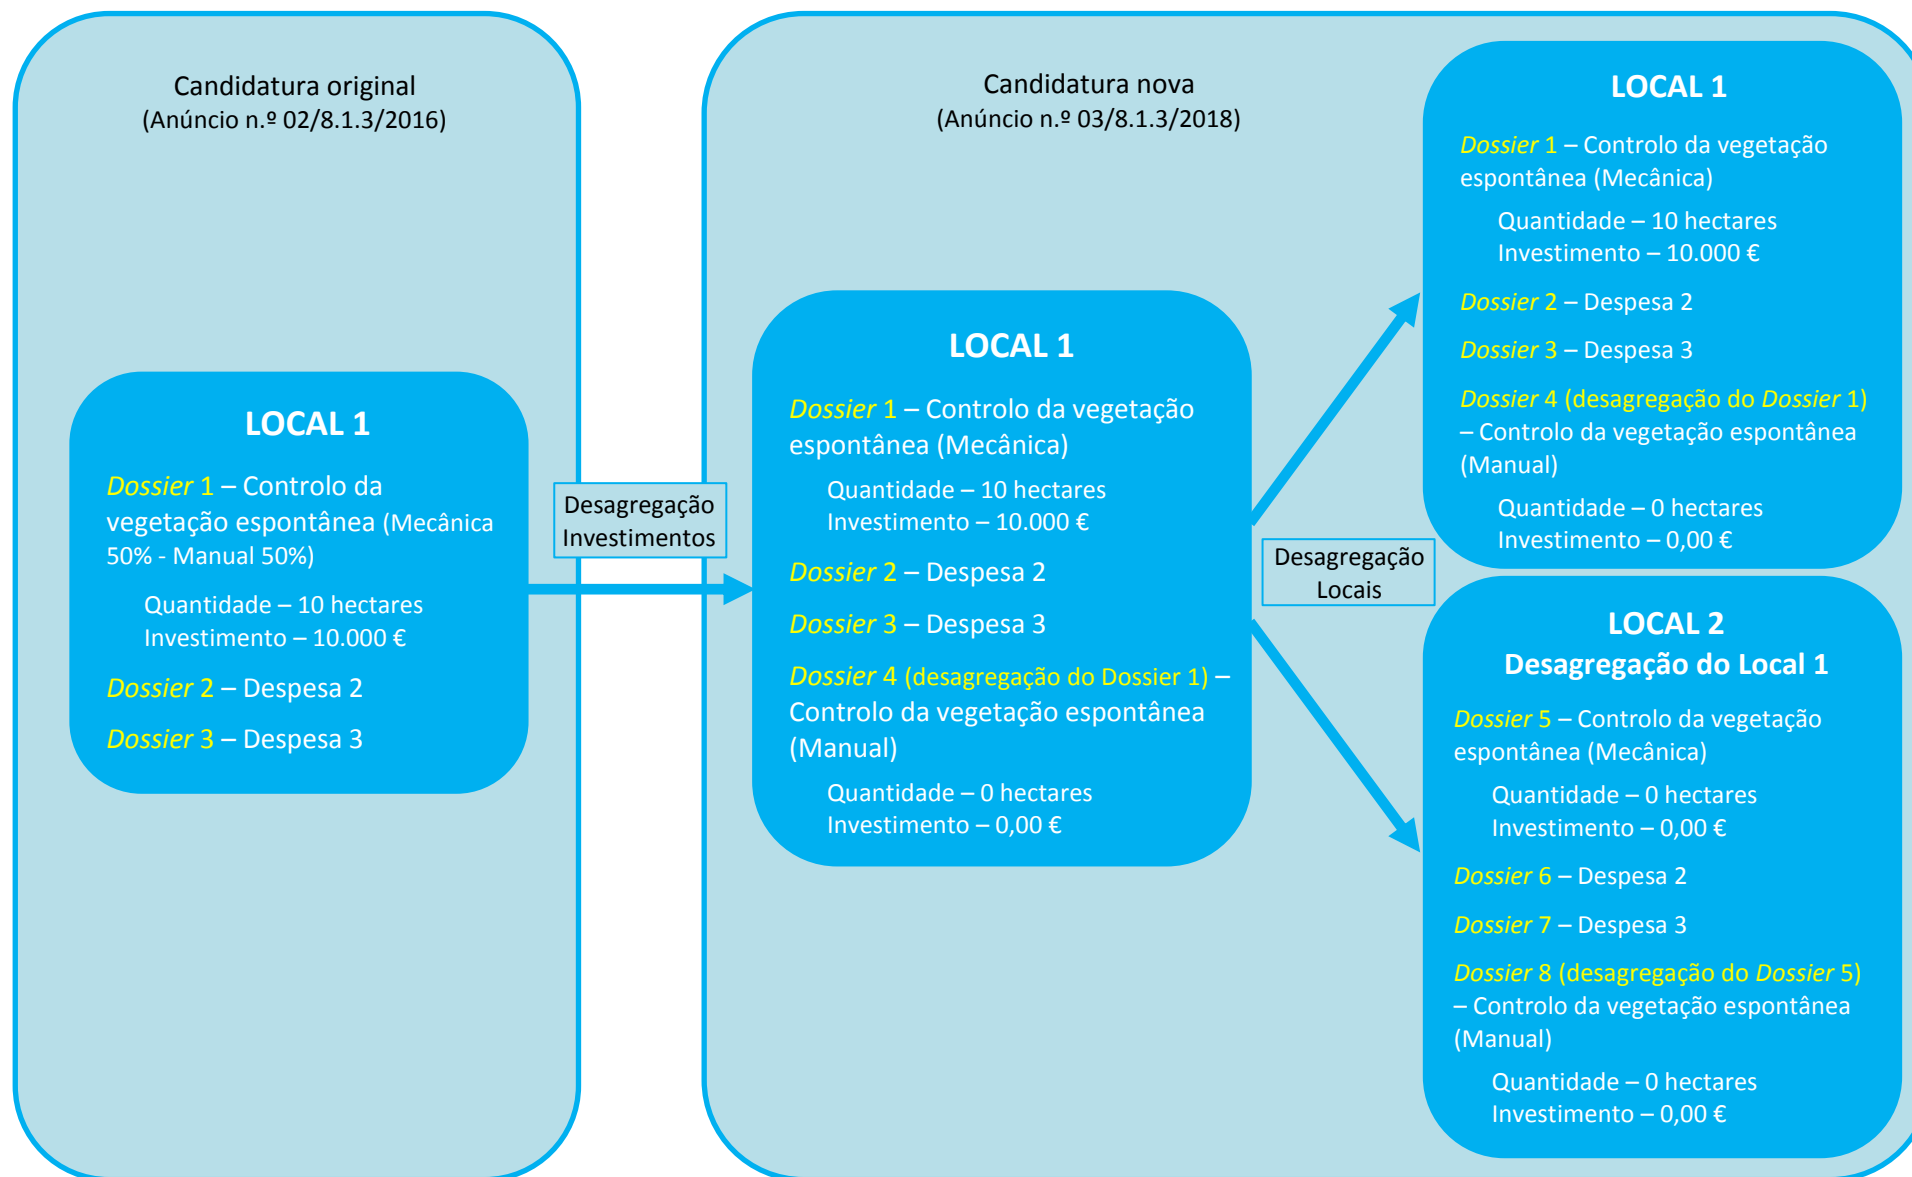 Candidatura original
(Anúncio n.º 02/8.1.3/2016)
LOCAL 1
Dossier 1 – Controlo da
vegetação espontânea (Mecânica
50% - Manual 50%)
Quantidade – 10 hectares
Investimento – 10.000 €
Dossier 2 – Despesa 2
Dossier 3 – Despesa 3
Desagregação
Investimentos
Candidatura nova
(Anúncio n.º 03/8.1.3/2018)
LOCAL 1
Dossier 1 – Controlo da vegetação
espontânea (Mecânica)
Quantidade – 10 hectares
Investimento – 10.000 €
Dossier 2 – Despesa 2
Dossier 3 – Despesa 3
Dossier 4 (desagregação do Dossier 1) –
Controlo da vegetação espontânea
(Manual)
Quantidade – 0 hectares
Investimento – 0,00 €
Desagregação
Locais
LOCAL 1
Dossier 1 – Controlo da vegetação
espontânea (Mecânica)
Quantidade – 10 hectares
Investimento – 10.000 €
Dossier 2 – Despesa 2
Dossier 3 – Despesa 3
Dossier 4 (desagregação do Dossier 1)
– Controlo da vegetação espontânea
(Manual)
Quantidade – 0 hectares
Investimento – 0,00 €
LOCAL 2
Desagregação do Local 1
Dossier 5 – Controlo da vegetação
espontânea (Mecânica)
Quantidade – 0 hectares
Investimento – 0,00 €
Dossier 6 – Despesa 2
Dossier 7 – Despesa 3
Dossier 8 (desagregação do Dossier 5)
– Controlo da vegetação espontânea
(Manual)
Quantidade – 0 hectares
Investimento – 0,00 €